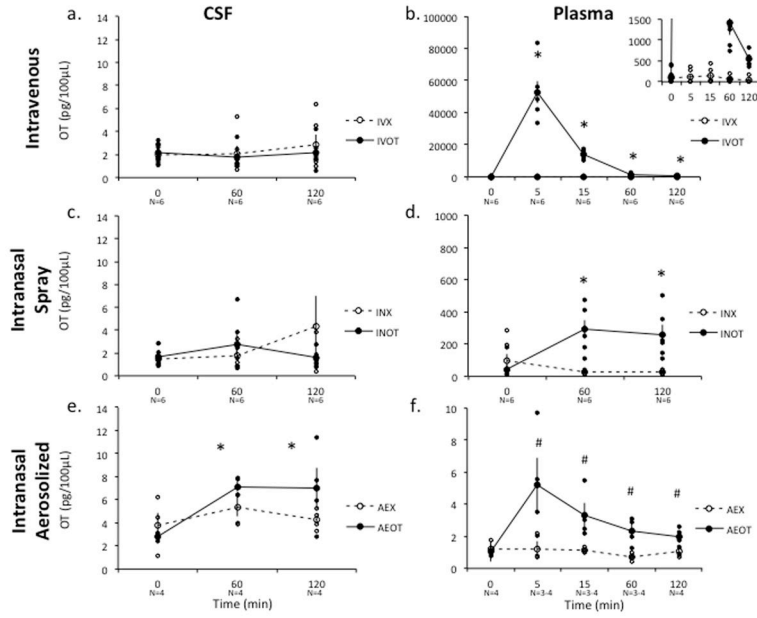 CSF
Plasma
Intravenous
a.
OT (pg/100µL)
14
12
10
8
6
4
2
0
0
60
120
N=6
N=6
N=6
IVX
IVOT
b.
100000
80000
60000
40000
20000
0
*
*
*
*
0
5
15
60
120
N=6
N=6
N=6
N=6
N=6
1500
1000
500
0
0
5
15
60
120
IVX
IVOT
Intranasal
Spray
c.
OT (pg/100µL)
14
12
10
8
6
4
2
0
0
60
120
N=6
N=6
N=6
INX
INOT
d.
1000
800
600
400
200
0
*
*
0
60
120
N=6
N=6
N=6
INX
INOT
Intranasal
Aerosolized
e.
OT (pg/100µL)
14
12
10
8
6
4
2
0
*
*
0
60
120
N=4
N=4
N=4
Time (min)
AEX
AEOT
f.
10
8
6
4
2
0
#
#
#
#
0
5
15
60
120
N=4
N=3-4
N=3-4
N=3-4
N=3-4
Time (min)
AEX
AEOT